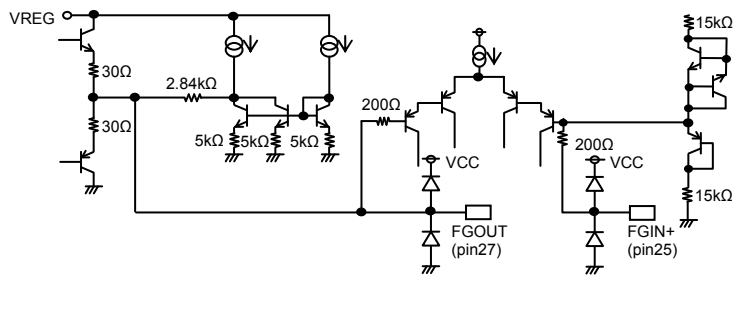 VREG
15kΩ
30Ω
2.84kΩ
200Ω
30Ω
5kΩ 5kΩ 5kΩ
200Ω
VCC
VCC
15kΩ
FGOUT
(pin27)
FGIN+
(pin25)